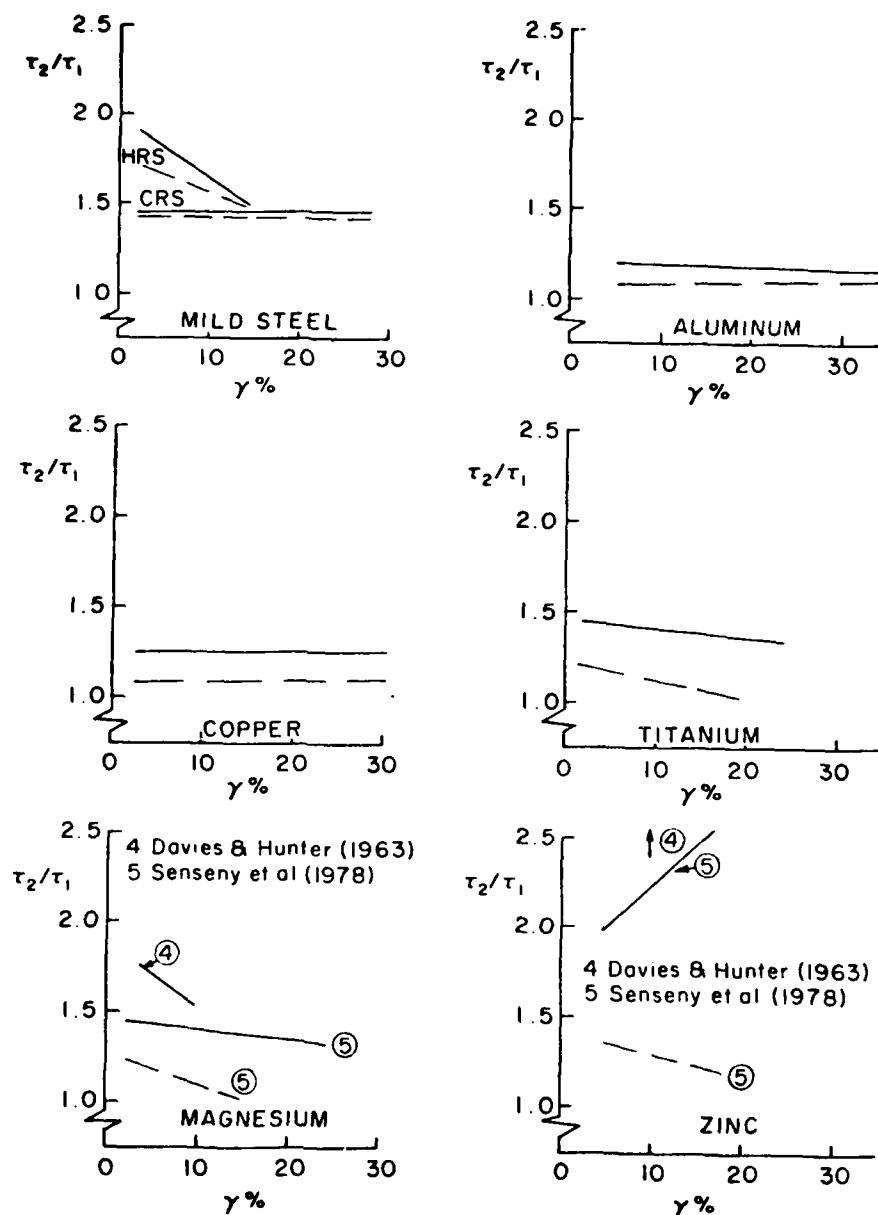 2.5
τ₂/τ₁
2.0
HRS
1.5
CRS
1.0
MILD STEEL
0 10 20 30
γ%
2.5
τ₂/τ₁
2.0
1.5
1.0
ALUMINUM
0 10 20 30
γ%
2.5
τ₂/τ₁
2.0
1.5
1.0
COPPER
0 10 20 30
γ%
2.5
τ₂/τ₁
2.0
1.5
1.0
TITANIUM
0 10 20 30
γ%
2.5
4 Davies & Hunter (1963)
5 Senseny et al (1978)
τ₂/τ₁
2.0
④
1.5
⑤
⑤
1.0
MAGNESIUM
0 10 20 30
γ%
2.5
④
⑤
τ₂/τ₁
2.0
4 Davies & Hunter (1963)
5 Senseny et al (1978)
1.5
⑤
1.0
ZINC
0 10 20 30
γ%